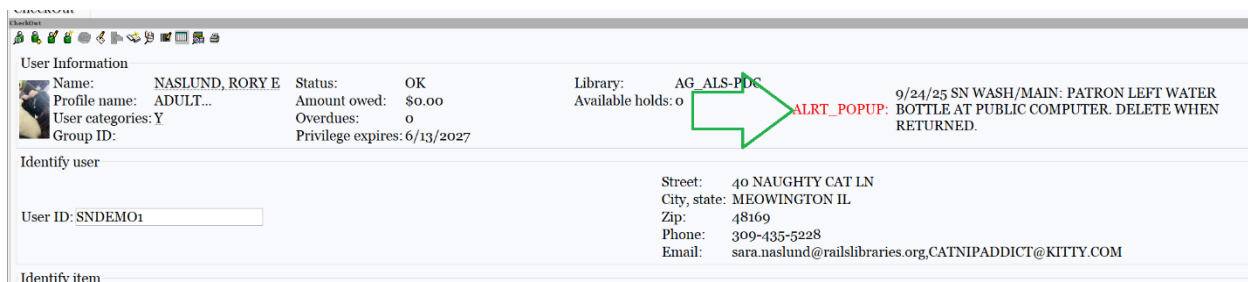 CheckOut
CheckOut
User Information
Name: NASLUND, RORY E Status: OK Library: AG_ALS-PDC
Profile name: ADULT... Amount owed: $0.00 Available holds: 0
User categories: Y Overdues: 0
Group ID: Privilege expires: 6/13/2027
ALRT_POPUP: 9/24/25 SN WASH/MAIN: PATRON LEFT WATER
BOTTLE AT PUBLIC COMPUTER. DELETE WHEN
RETURNED.
Identify user
Street: 40 NAUGHTY CAT LN
City, state: MEOWINGTON IL
User ID: SNDEMO1
Zip: 48169
Phone: 309-435-5228
Email: sara.naslund@railslibraries.org,CATNIPADDICT@KITTY.COM
Identify item